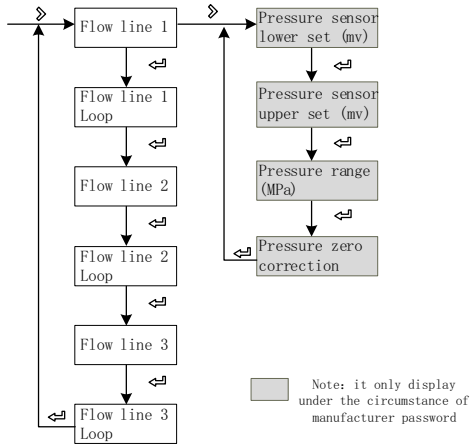 Flow line 1
Flow line 1
Loop
Flow line 2
Flow line 2
Loop
Flow line 3
Flow line 3
Loop
Pressure sensor
lower set (mv)
Pressure sensor
upper set (mv)
Pressure range
(MPa)
Pressure zero
correction
Note: it only display
under the circumstance of
manufacturer password